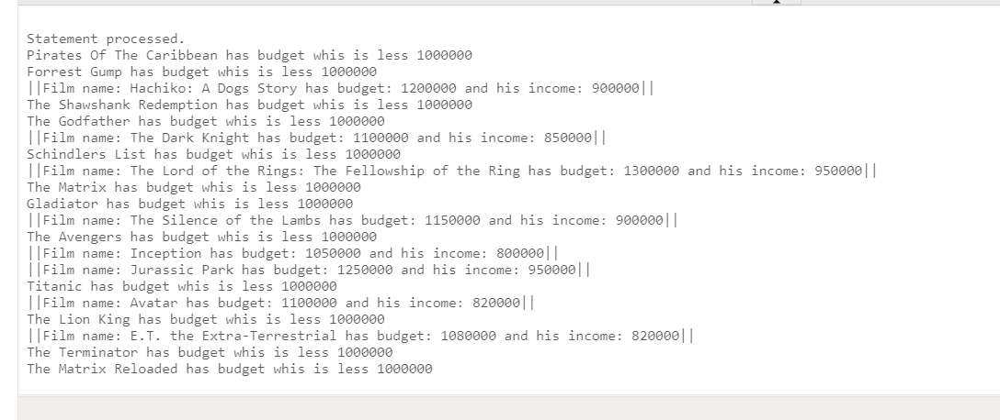 Statement processed.
Pirates Of The Caribbean has budget whis is less 1000000
Forrest Gump has budget whis is less 1000000
||Film name: Hachiko: A Dogs Story has budget: 1200000 and his income: 900000||
The Shawshank Redemption has budget whis is less 1000000
The Godfather has budget whis is less 1000000
||Film name: The Dark Knight has budget: 1100000 and his income: 850000||
Schindlers List has budget whis is less 1000000
||Film name: The Lord of the Rings: The Fellowship of the Ring has budget: 1300000 and his income: 950000||
The Matrix has budget whis is less 1000000
Gladiator has budget whis is less 1000000
||Film name: The Silence of the Lambs has budget: 1150000 and his income: 900000||
The Avengers has budget whis is less 1000000
||Film name: Inception has budget: 1050000 and his income: 800000||
||Film name: Jurassic Park has budget: 1250000 and his income: 950000||
Titanic has budget whis is less 1000000
||Film name: Avatar has budget: 1100000 and his income: 820000||
The Lion King has budget whis is less 1000000
||Film name: E.T. the Extra-Terrestrial has budget: 1080000 and his income: 820000||
The Terminator has budget whis is less 1000000
The Matrix Reloaded has budget whis is less 1000000